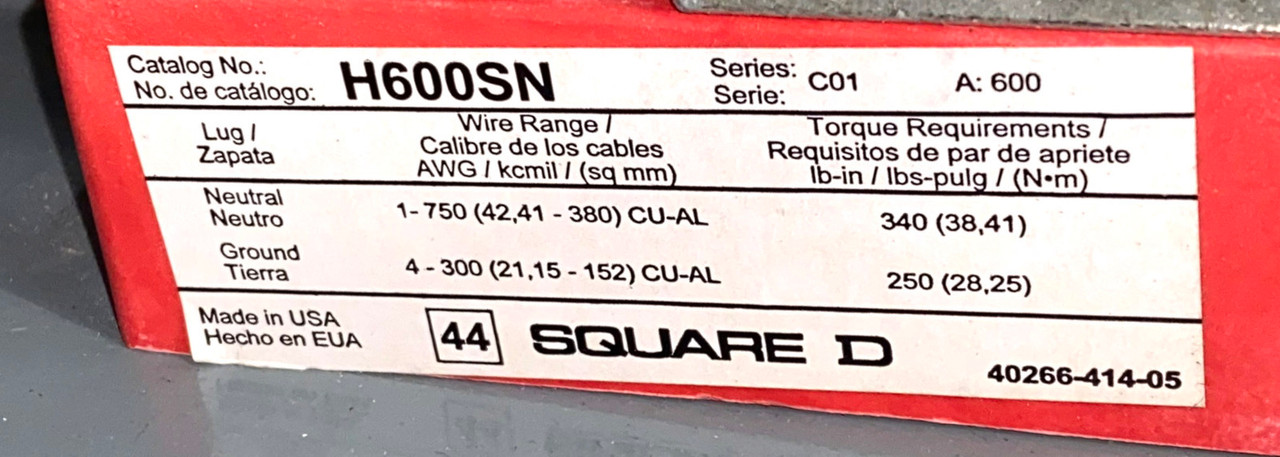 Catalog No.:
No. de catálogo: H600SN Series: C01 A: 600
Serie:
Lug / Wire Range / Torque Requirements /
Zapata Calibre de los cables Requisitos de par de apriete
AWG / kcmil / (sq mm) lb-in / lbs-pulg / (N•m)
Neutral
Neutro 1- 750 (42,41 - 380) CU-AL 340 (38,41)
Ground
Tierra 4 - 300 (21,15 - 152) CU-AL 250 (28,25)
Made in USA
Hecho en EUA 44 SQUARE D
40266-414-05